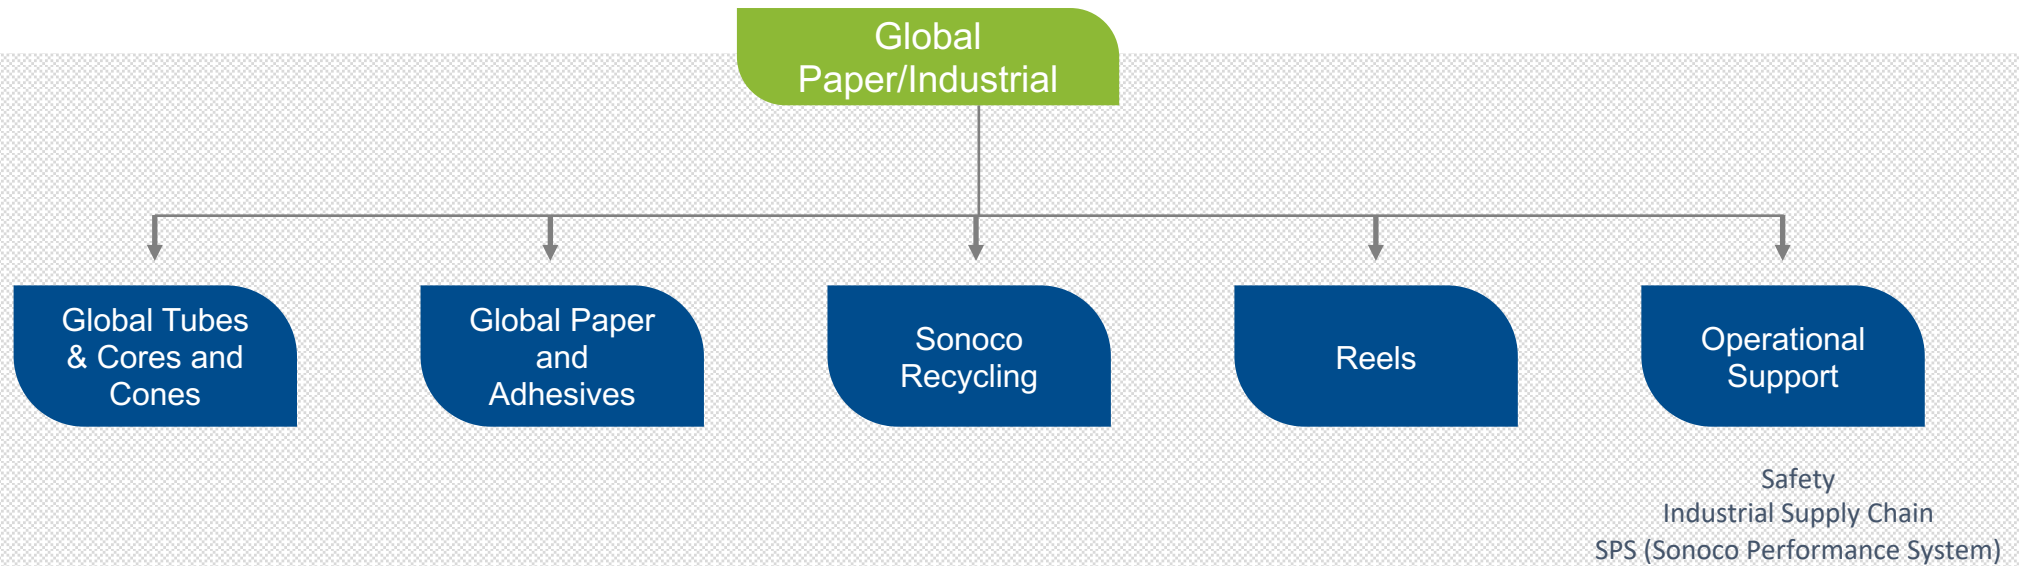 Global
Paper/Industrial
Global Tubes
& Cores and
Cones
Global Paper
and
Adhesives
Sonoco
Recycling
Reels
Operational
Support
Safety
Industrial Supply Chain
SPS (Sonoco Performance System)